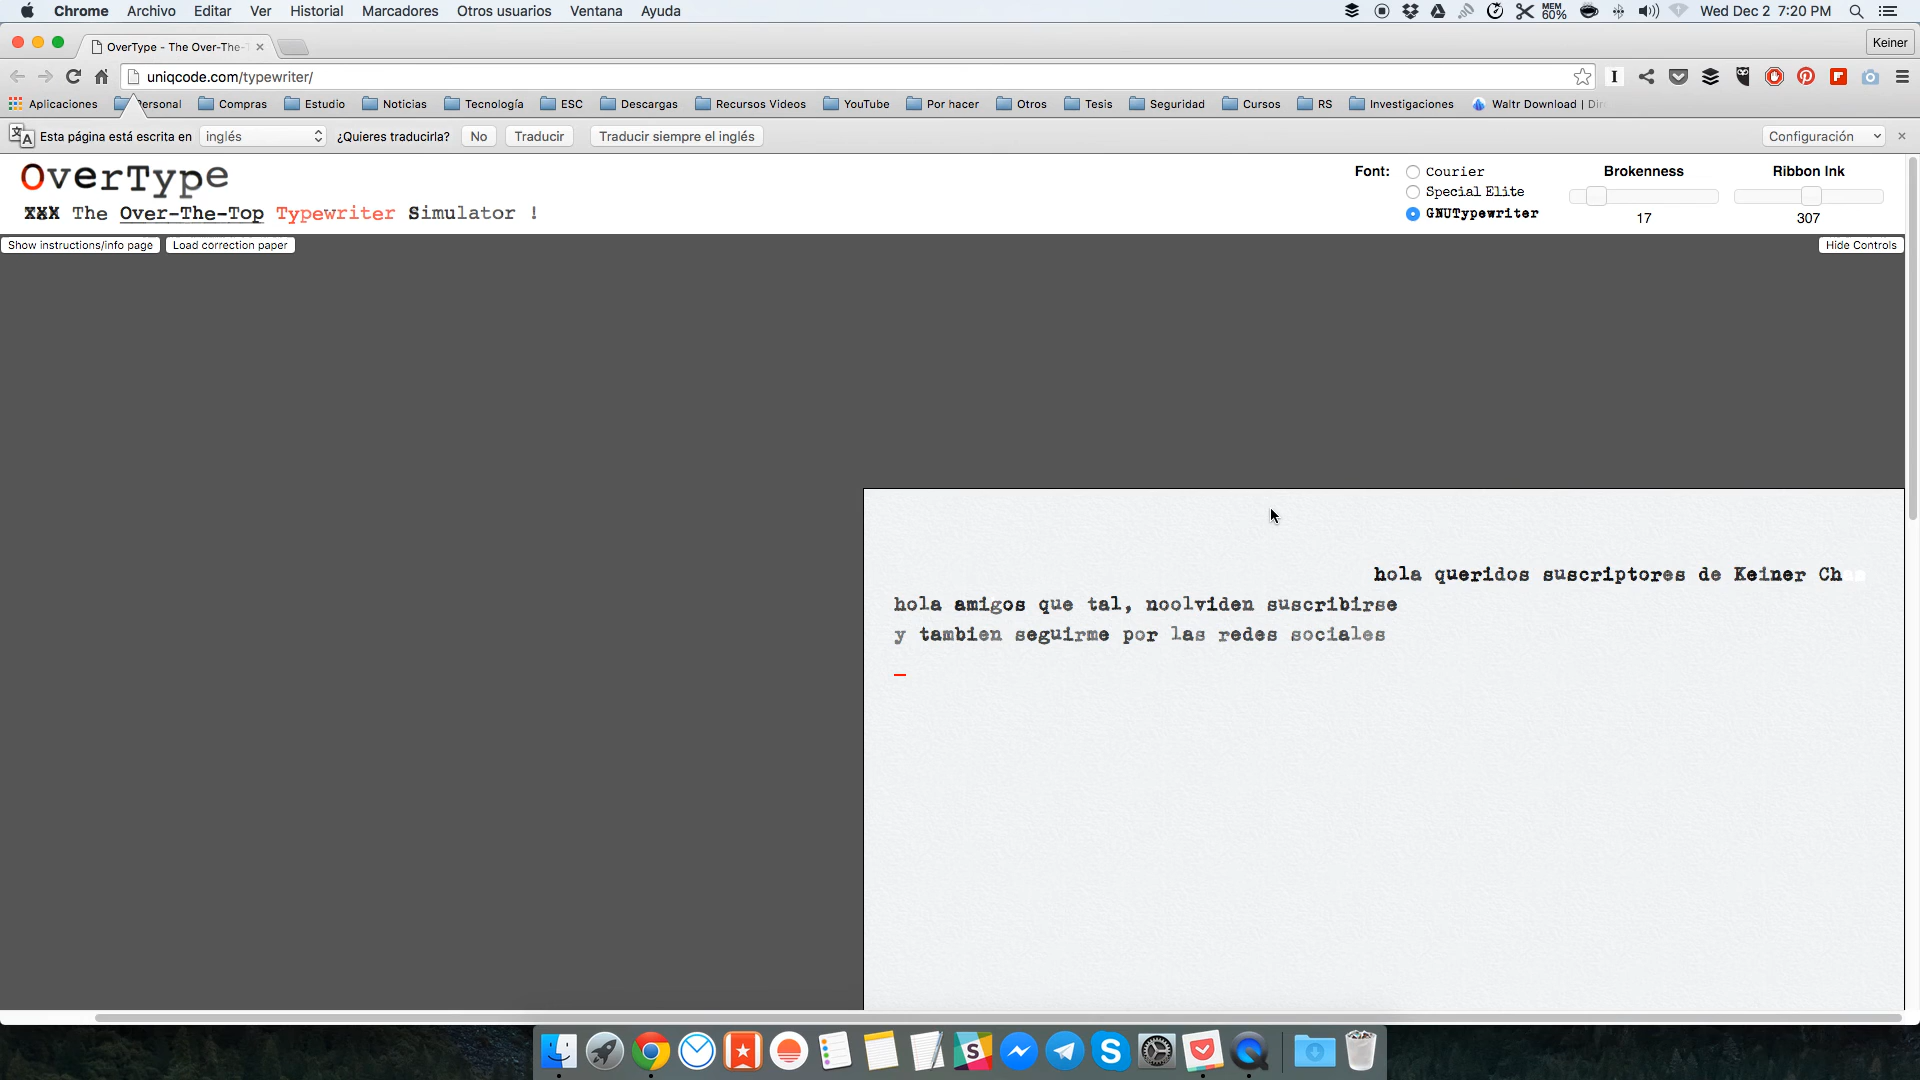 Chrome Archivo Editar Ver Historial Marcadores Otros usuarios Ventana Ayuda MEM 60% Wed Dec 2 7:20 PM
OverType - The Over-The- Keiner
uniqcode.com/typewriter/
Aplicaciones Personal Compras Estudio Noticias Tecnología ESC Descargas Recursos Videos YouTube Por hacer Otros Tesis Seguridad Cursos RS Investigaciones Waltr Download | Dir
Esta página está escrita en inglés ¿Quieres traducirla? No Traducir Traducir siempre el inglés Configuración
OverType
XXX The Over-The-Top Typewriter Simulator !
Font: Courier Brokenness Ribbon Ink
Special Elite
GNUTypewriter 17 307
Show instructions/info page Load correction paper Hide Controls
hola queridos suscriptores de Keiner Ch
hola amigos que tal, noolviden suscribirse
y tambien seguirme por las redes sociales